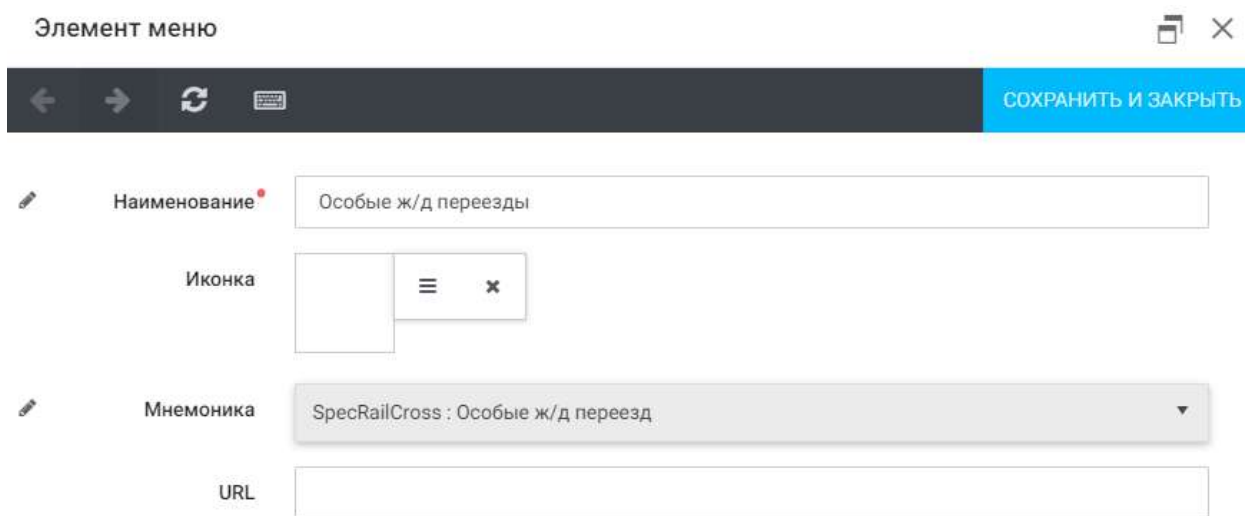 Элемент меню
СОХРАНИТЬ И ЗАКРЫТЬ
Наименование
Особые ж/д переезды
Иконка
Мнемоника
SpecRailCross : Особые ж/д переезд
URL